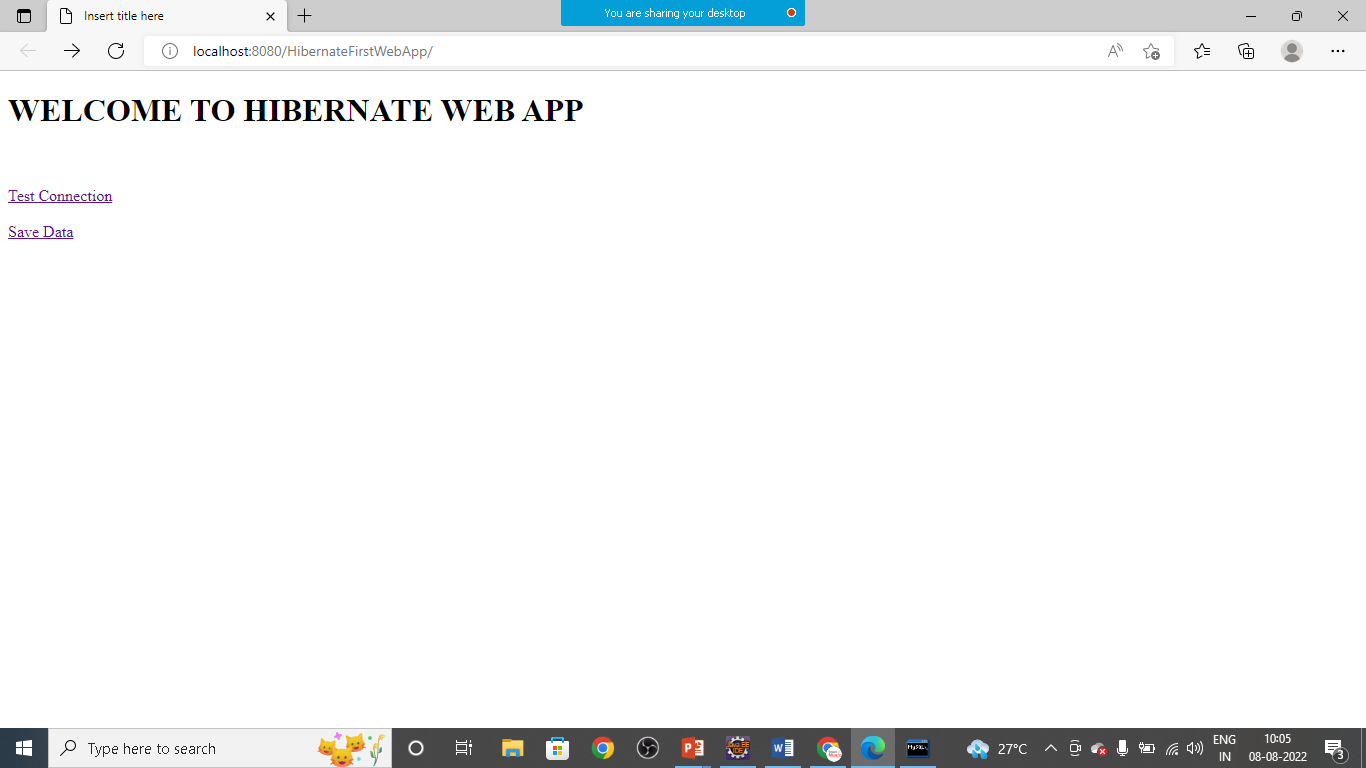 Insert title here
You are sharing your desktop
localhost:8080/HibernateFirstWebApp/
WELCOME TO HIBERNATE WEB APP
Test Connection
Save Data
Type here to search
27°C
ENG
IN
10:05
08-08-2022
3